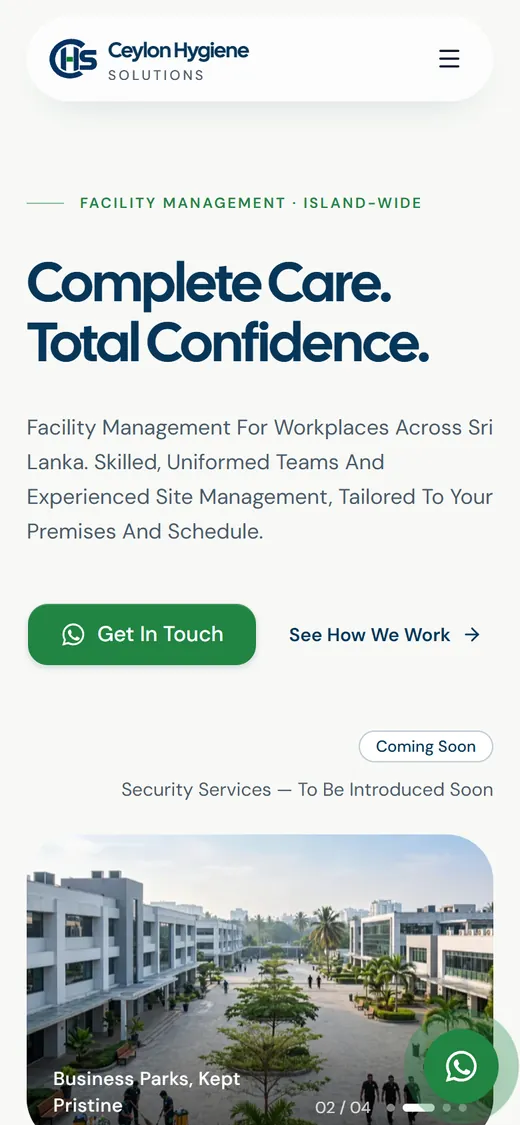 CHS Ceylon Hygiene
SOLUTIONS
FACILITY MANAGEMENT · ISLAND-WIDE
Complete Care.
Total Confidence.
Facility Management For Workplaces Across Sri
Lanka. Skilled, Uniformed Teams And
Experienced Site Management, Tailored To Your
Premises And Schedule.
Get In Touch
See How We Work →
Coming Soon
Security Services — To Be Introduced Soon
Business Parks, Kept
Pristine
02 / 04